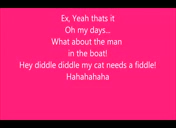 Ex, Yeah thats it
Oh my days...
What about the man
in the boat!
Hey diddle diddle my cat needs a fiddle!
Hahahahaha